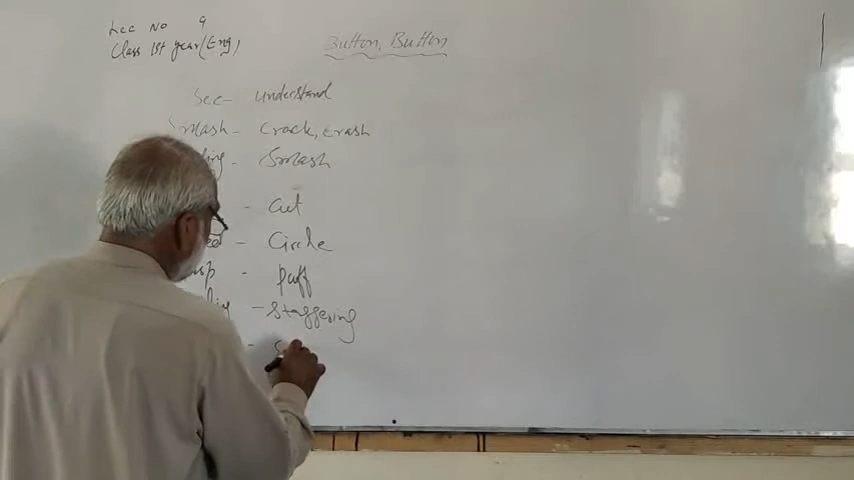 Lec No 9
Class 1st year (Eng)
Button, Button
See - understand
Smash - Crack, Crash
- Smash
- Cut
- Circle
- puff
- Staggering
-